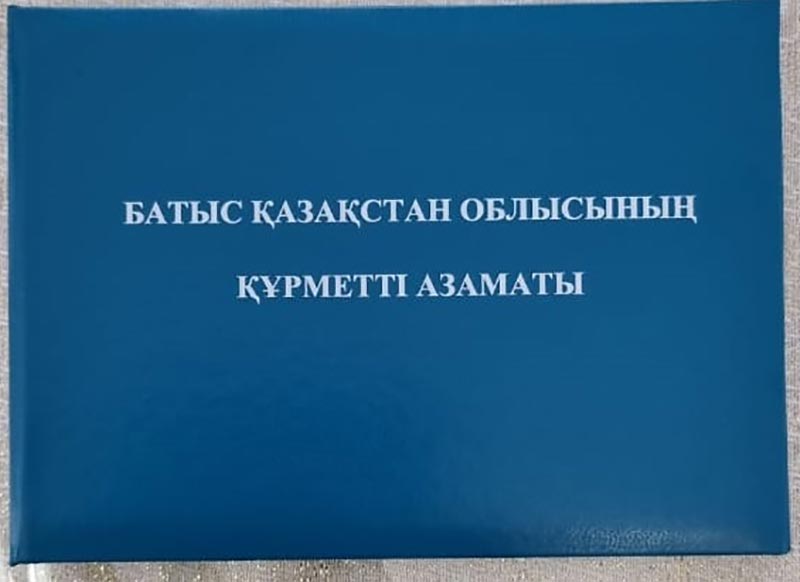 БАТЫС ҚАЗАҚСТАН ОБЛЫСЫНЫҢ
ҚҰРМЕТТІ АЗАМАТЫ